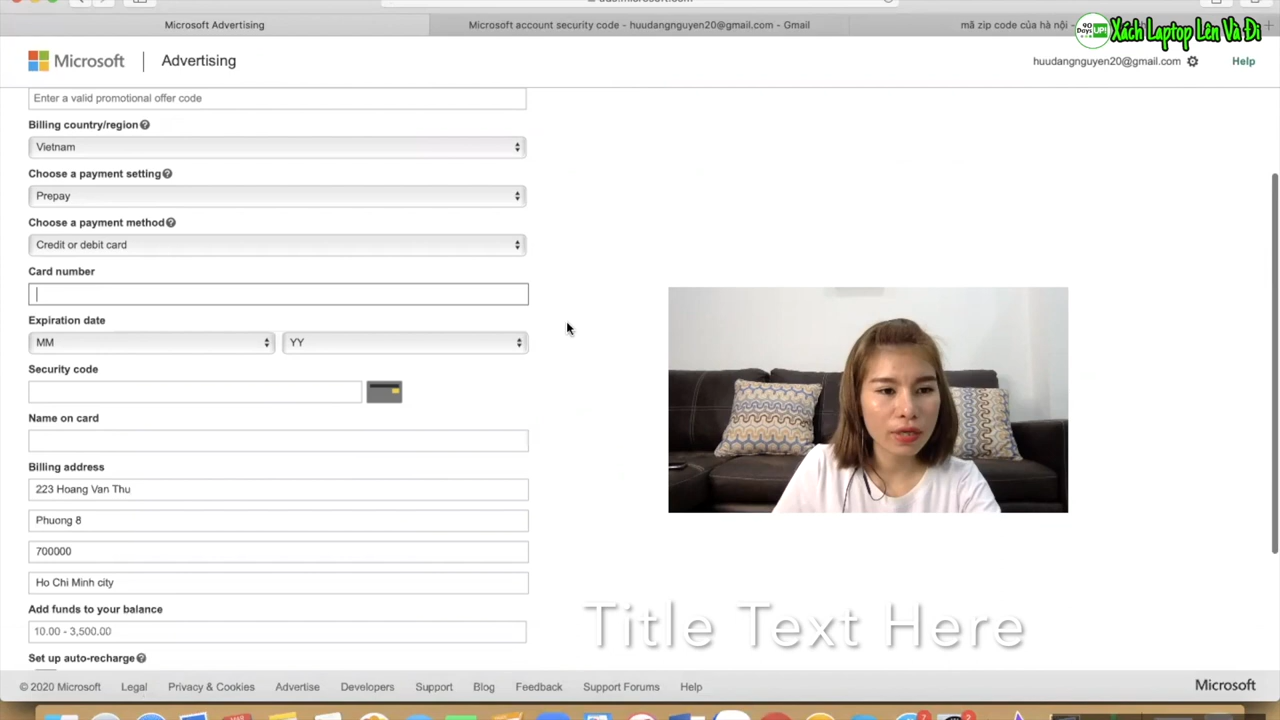 Microsoft Advertising
Microsoft account security code - huudangnguyen20@gmail.com - Gmail
mã zip code của hà nội -
90 Days UP!
Xách Laptop Lên Và Đi
Microsoft | Advertising
huudangnguyen20@gmail.com
Help
Enter a valid promotional offer code
Billing country/region
Vietnam
Choose a payment setting
Prepay
Choose a payment method
Credit or debit card
Card number
Expiration date
MM
YY
Security code
Name on card
Billing address
223 Hoang Van Thu
Phuong 8
700000
Ho Chi Minh city
Add funds to your balance
10.00 - 3,500.00
Set up auto-recharge
Title Text Here
© 2020 Microsoft Legal Privacy & Cookies Advertise Developers Support Blog Feedback Support Forums Help
Microsoft